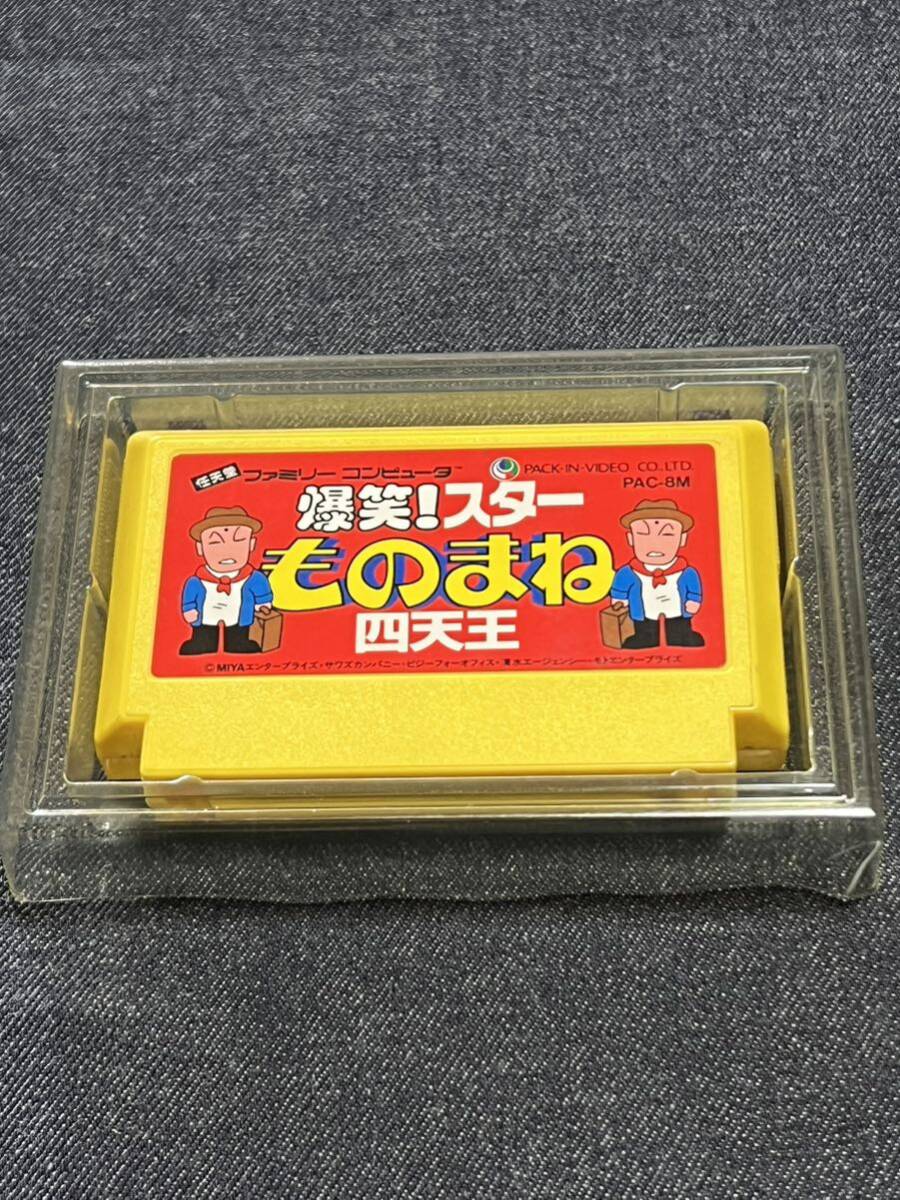 任天堂 ファミリー コンピュータ™
PACK-IN-VIDEO CO., LTD.
PAC-8M
爆笑!スター
ものまね
四天王
©MIYAエンタープライズ・サワズカンパニー・ビジーフォーオフィス・東水エージェンシー・モトエンタープライズ